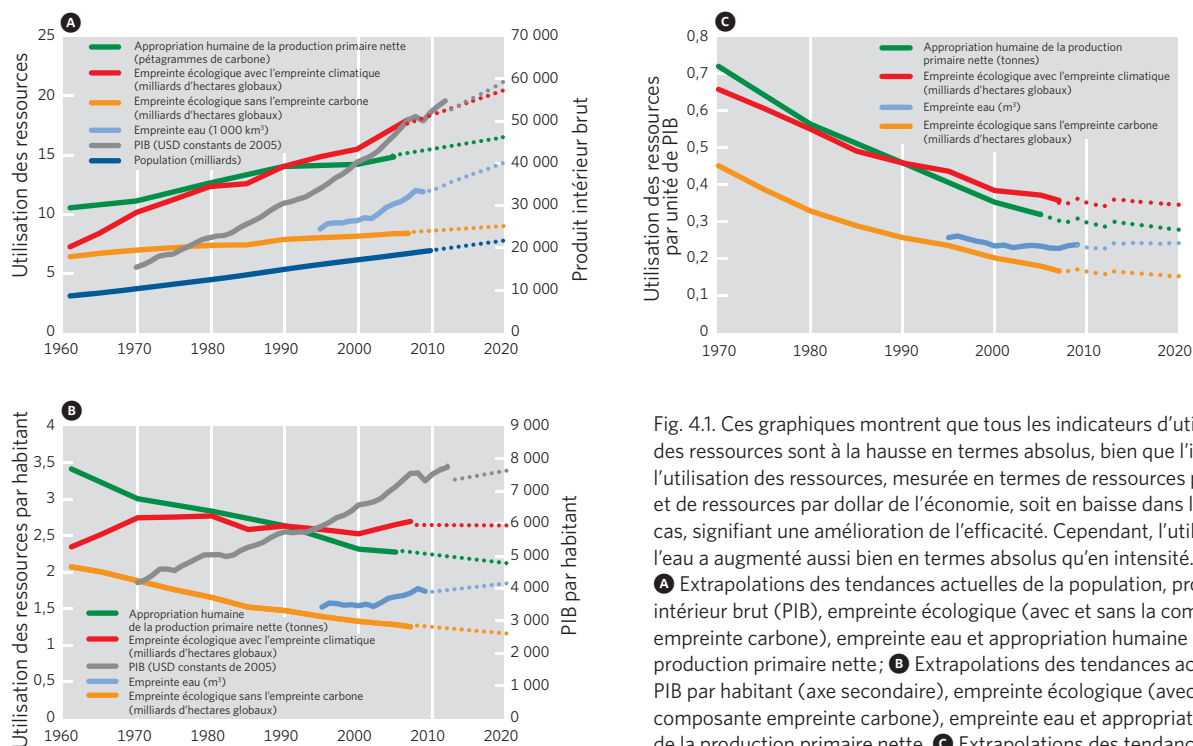 A
25
20
15
10
5
0
Utilisation des ressources
70 000
60 000
50 000
40 000
30 000
20 000
10 000
0
Produit intérieur brut
1960
1970
1980
1990
2000
2010
2020
Appropriation humaine de la production primaire nette
(pétagrammes de carbone)
Empreinte écologique avec l'empreinte climatique
(milliards d'hectares globaux)
Empreinte écologique sans l'empreinte carbone
(milliards d'hectares globaux)
Empreinte eau (1 000 km³)
PIB (USD constants de 2005)
Population (milliards)
C
0,8
0,7
0,6
0,5
0,4
0,3
0,2
0,1
0
Utilisation des ressources
par unité de PIB
1970
1980
1990
2000
2010
2020
Appropriation humaine de la production
primaire nette (tonnes)
Empreinte écologique avec l'empreinte climatique
(milliards d'hectares globaux)
Empreinte eau (m³)
Empreinte écologique sans l'empreinte carbone
(milliards d'hectares globaux)
B
4
3,5
3
2,5
2
1,5
1
0,5
0
Utilisation des ressources par habitant
9 000
8 000
7 000
6 000
5 000
4 000
3 000
2 000
1 000
0
PIB par habitant
1960
1970
1980
1990
2000
2010
2020
Appropriation humaine
de la production primaire nette (tonnes)
Empreinte écologique avec l'empreinte climatique
(milliards d'hectares globaux)
PIB (USD constants de 2005)
Empreinte eau (m³)
Empreinte écologique sans l'empreinte carbone
(milliards d'hectares globaux)
Fig. 4.1. Ces graphiques montrent que tous les indicateurs d'uti
des ressources sont à la hausse en termes absolus, bien que l'i
l'utilisation des ressources, mesurée en termes de ressources p
et de ressources par dollar de l'économie, soit en baisse dans l
cas, signifiant une amélioration de l'efficacité. Cependant, l'util
l'eau a augmenté aussi bien en termes absolus qu'en intensité.
A Extrapolations des tendances actuelles de la population, pro
intérieur brut (PIB), empreinte écologique (avec et sans la com
empreinte carbone), empreinte eau et appropriation humaine
production primaire nette; B Extrapolations des tendances ac
PIB par habitant (axe secondaire), empreinte écologique (avec
composante empreinte carbone), empreinte eau et appropriat
de la production primaire nette. C Extrapolations des tendanc